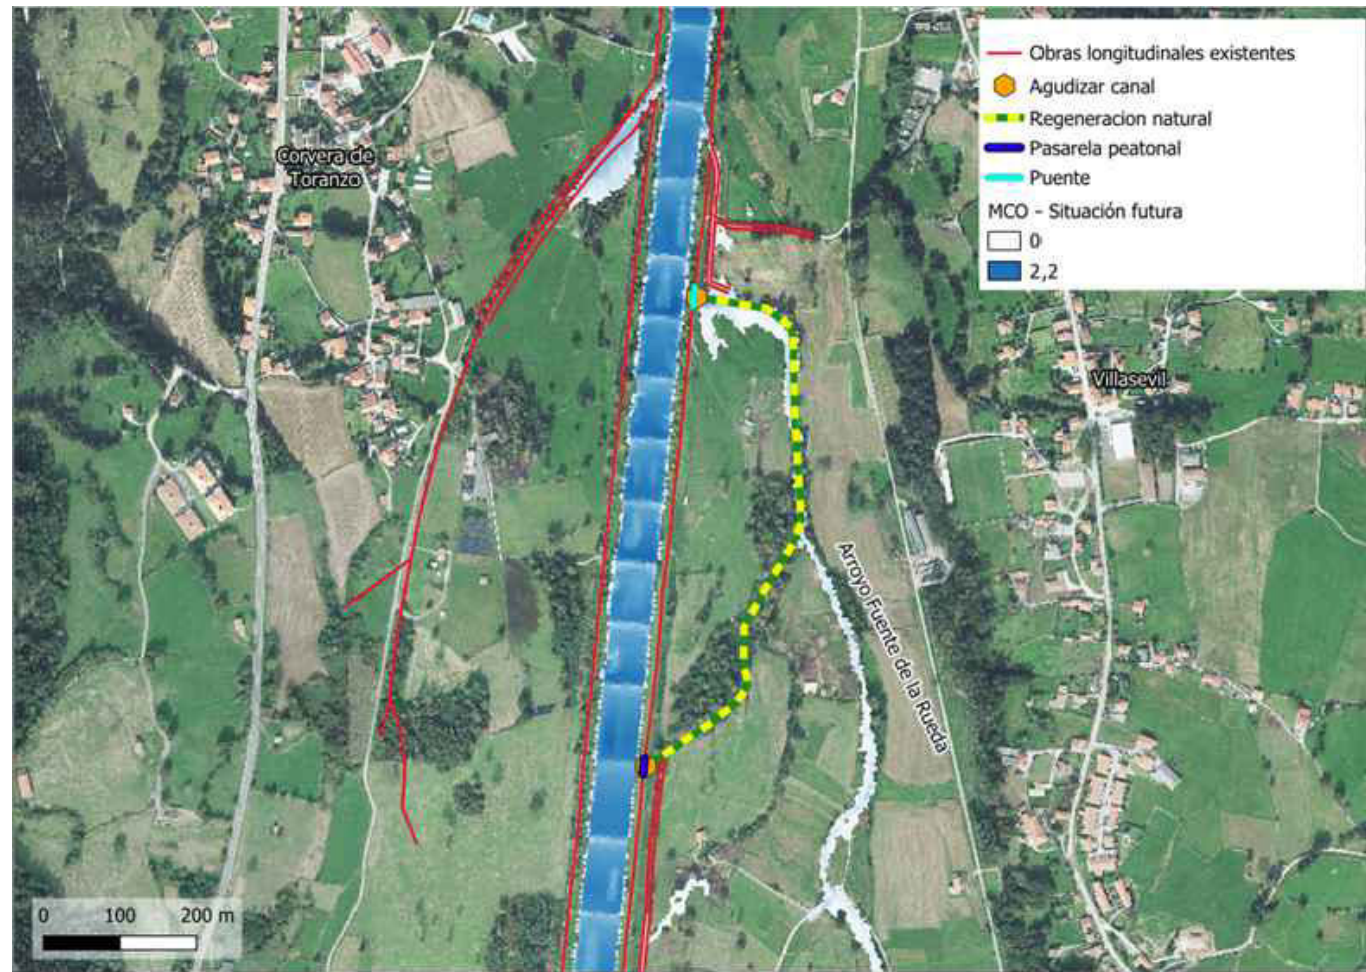 Obras longitudinales existentes
Agudizar canal
Regeneracion natural
Pasarela peatonal
Puente
MCO - Situación futura
0
2,2
Corvera de
Toranzo
Villasevil
Arroyo Fuente de la Rueda
0 100 200 m